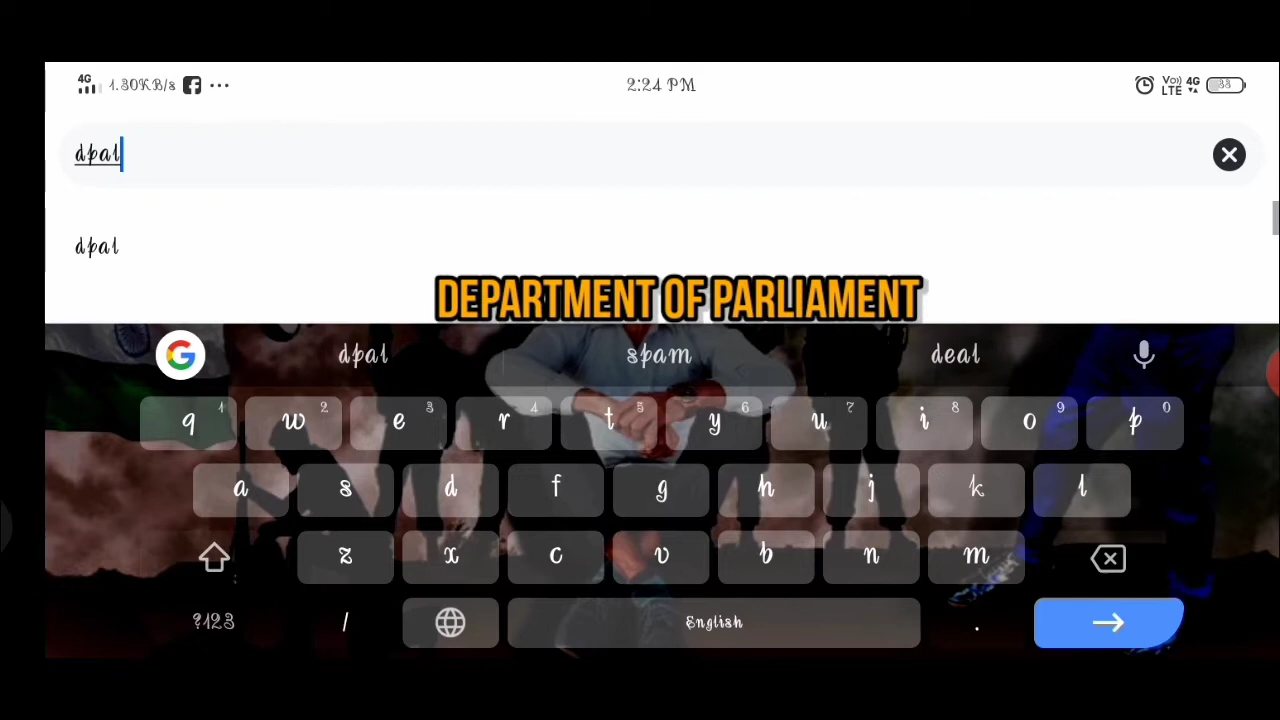 4G 1.30KB/s ... 2:24 PM Vo)) LTE 4G 33
dpal
dpal
DEPARTMENT OF PARLIAMENT
G dpal spam deal
q 1 w 2 e 3 r 4 t 5 y 6 u 7 i 8 o 9 p 0
a s d f g h j k l
z x c v b n m
?123 / English .